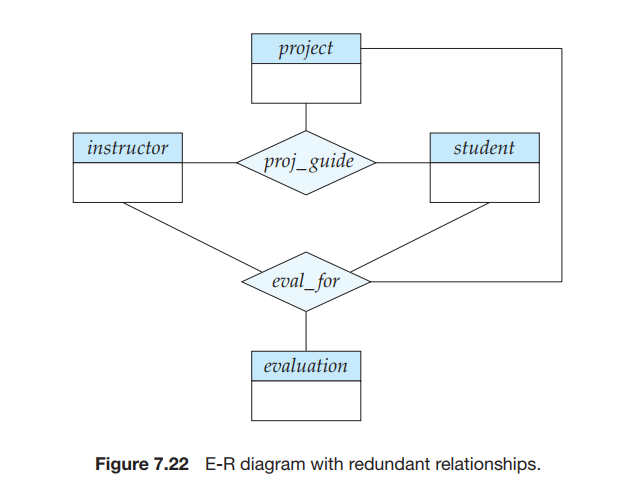 project
instructor
proj_guide
student
eval_for
evaluation
Figure 7.22 E-R diagram with redundant relationships.